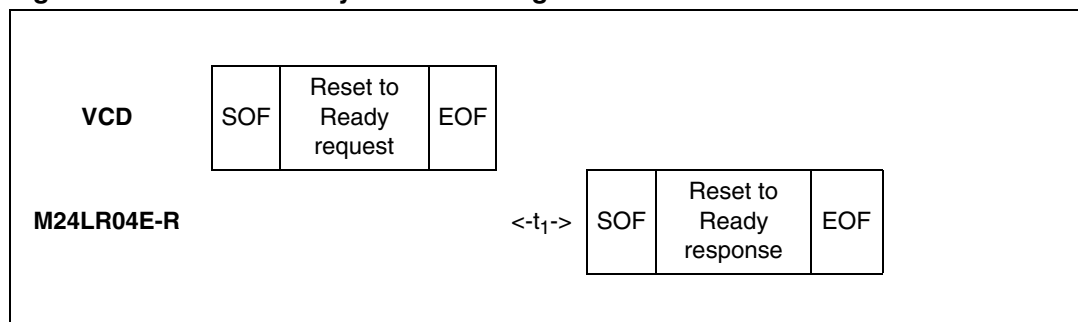 VCD
SOF
Reset to
Ready
request
EOF
M24LR04E-R
<-t1->
SOF
Reset to
Ready
response
EOF